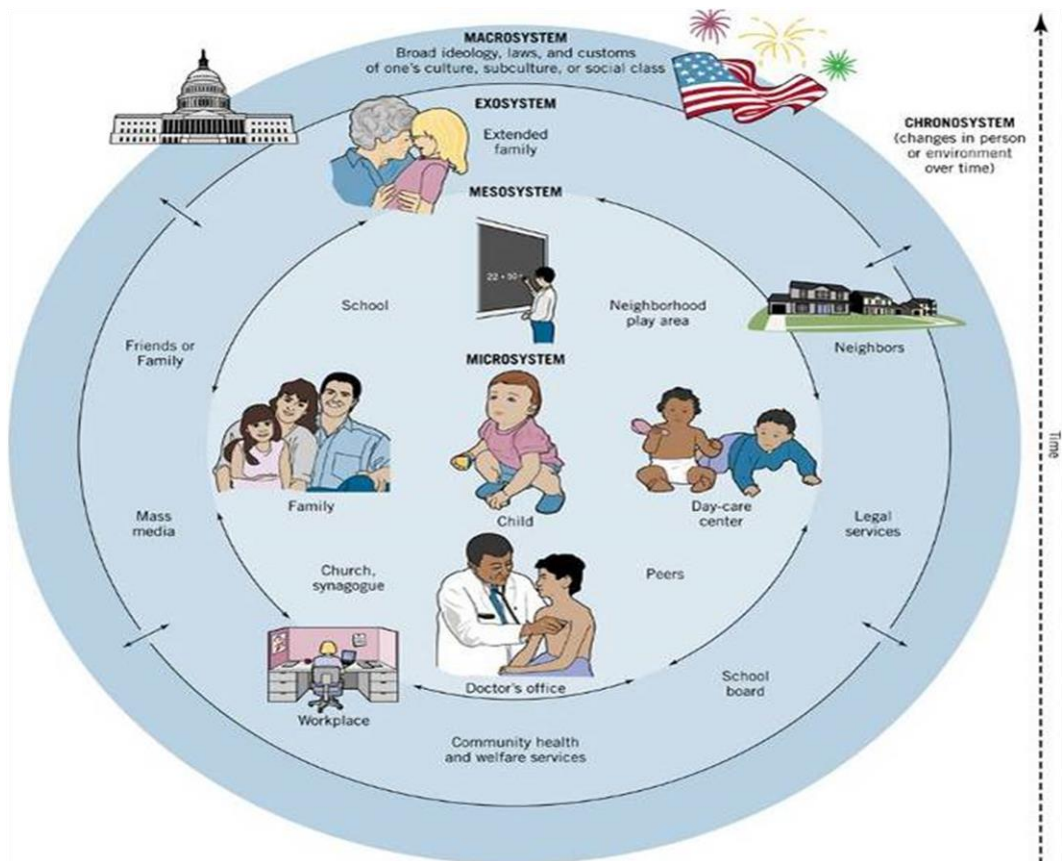 MACROSYSTEM
Broad ideology, laws, and customs
of one's culture, subculture, or social class
EXOSYSTEM
Extended
family
CHRONOSYSTEM
(changes in person
or environment
over time)
MESOSYSTEM
22 + 30 =
School
Neighborhood
play area
Friends or
Family
Neighbors
MICROSYSTEM
Time
Family
Child
Day-care
center
Mass
media
Legal
services
Church,
synagogue
Peers
Doctor's office
School
board
Workplace
Community health
and welfare services